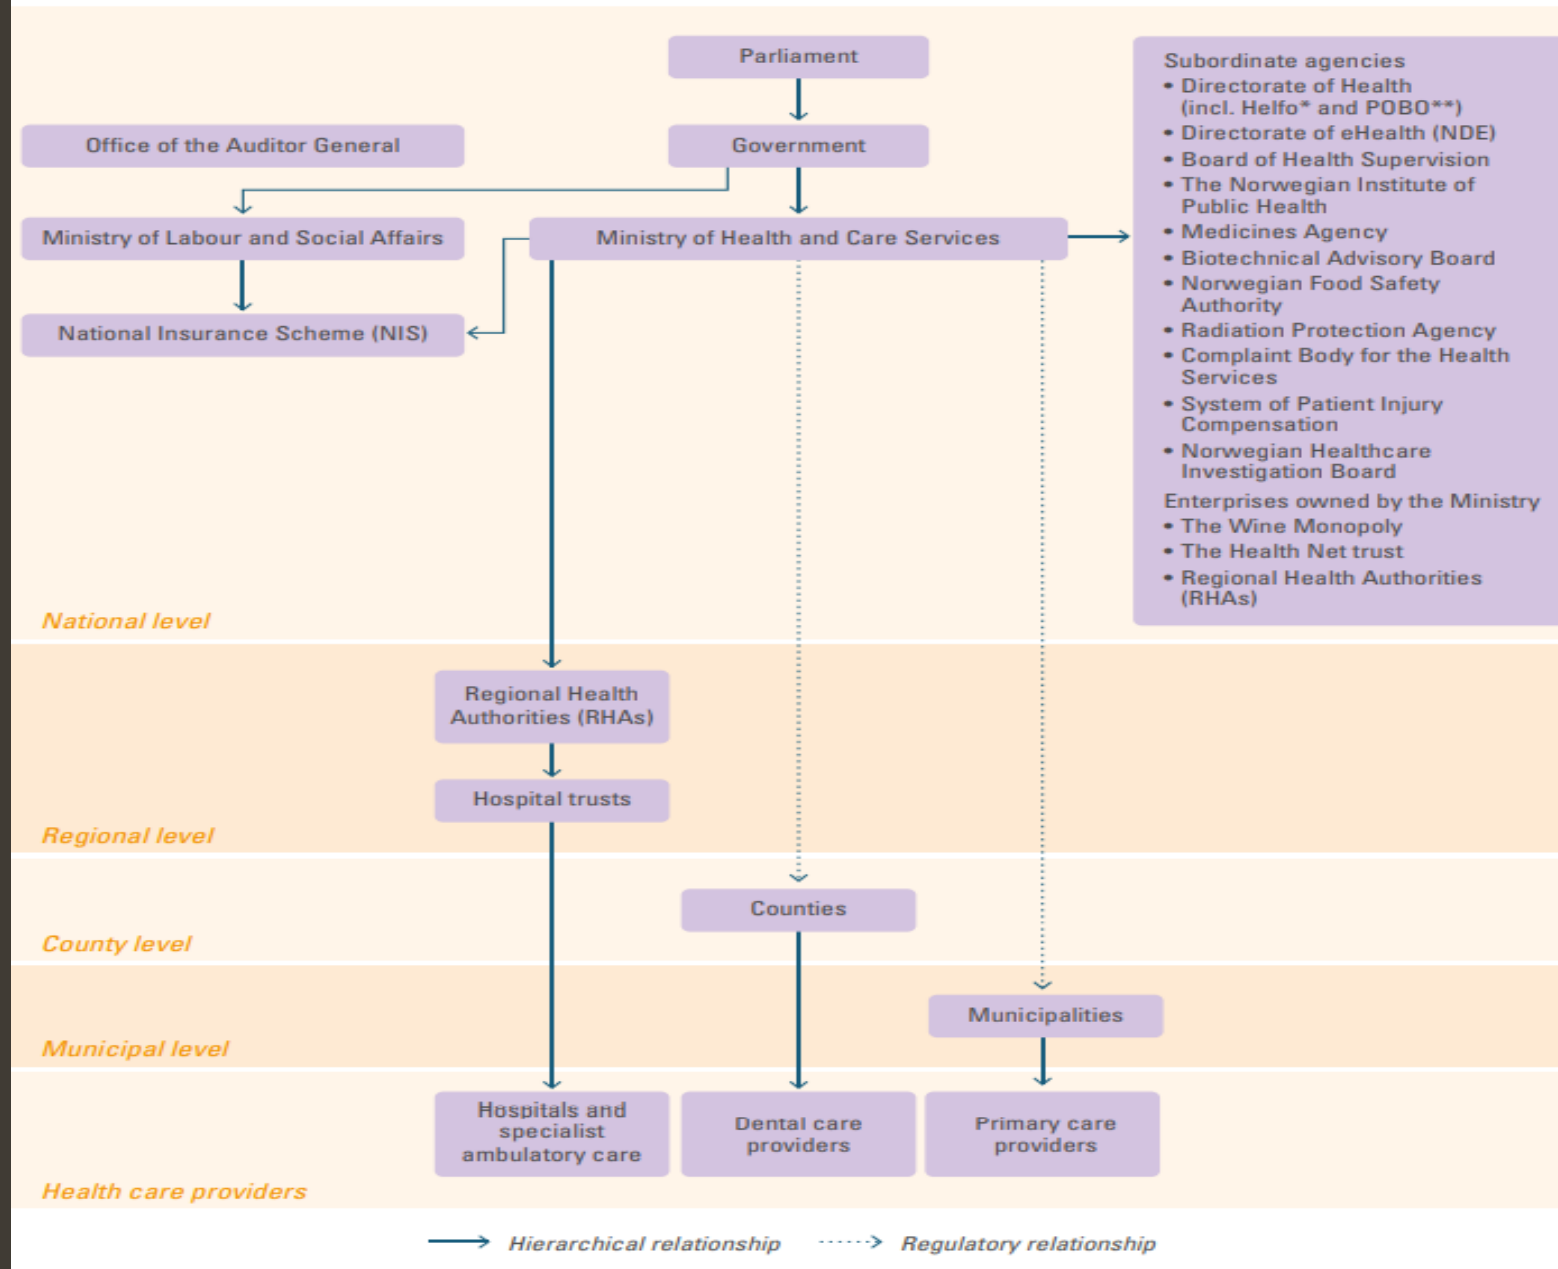 Parliament
Office of the Auditor General
Government
Ministry of Labour and Social Affairs
Ministry of Health and Care Services
National Insurance Scheme (NIS)
Subordinate agencies
• Directorate of Health
(incl. Helfo* and POBO**)
• Directorate of eHealth (NDE)
• Board of Health Supervision
• The Norwegian Institute of
Public Health
• Medicines Agency
• Biotechnical Advisory Board
• Norwegian Food Safety
Authority
• Radiation Protection Agency
• Complaint Body for the Health
Services
• System of Patient Injury
Compensation
• Norwegian Healthcare
Investigation Board
Enterprises owned by the Ministry
• The Wine Monopoly
• The Health Net trust
• Regional Health Authorities
(RHAs)
National level
Regional Health
Authorities (RHAs)
Hospital trusts
Regional level
Counties
County level
Municipalities
Municipal level
Hospitals and
specialist
ambulatory care
Dental care
providers
Primary care
providers
Health care providers
Hierarchical relationship
Regulatory relationship